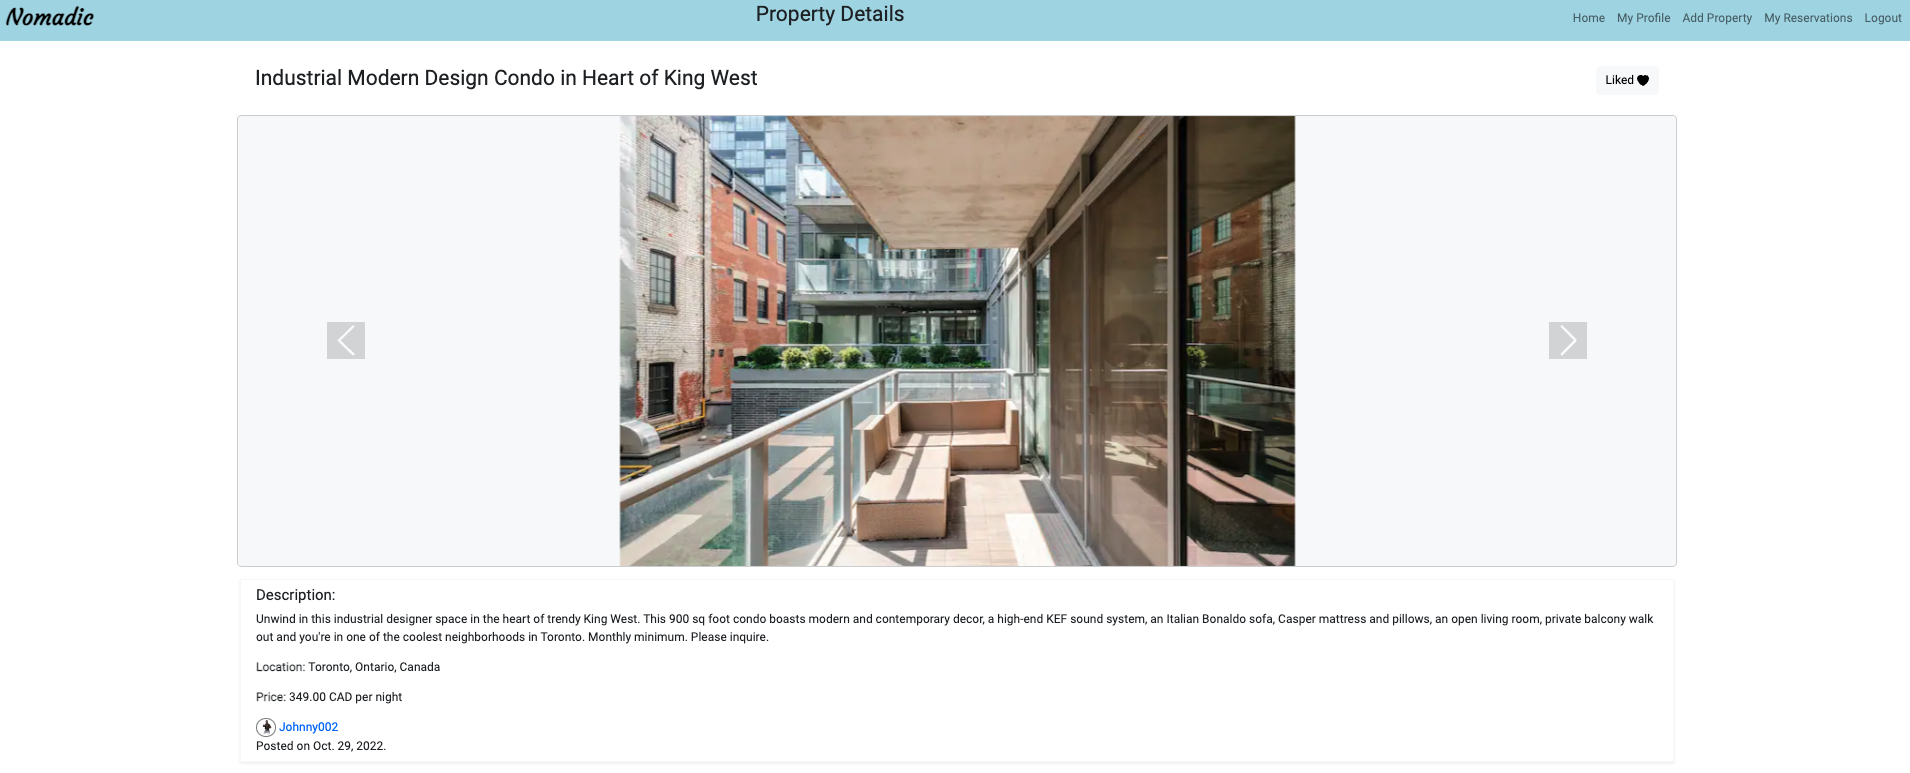 Nomadic
Property Details
Home My Profile Add Property My Reservations Logout
Industrial Modern Design Condo in Heart of King West
Liked
Description:
Unwind in this industrial designer space in the heart of trendy King West. This 900 sq foot condo boasts modern and contemporary decor, a high-end KEF sound system, an Italian Bonaldo sofa, Casper mattress and pillows, an open living room, private balcony walk
out and you're in one of the coolest neighborhoods in Toronto. Monthly minimum. Please inquire.
Location: Toronto, Ontario, Canada
Price: 349.00 CAD per night
Johnny002
Posted on Oct. 29, 2022.